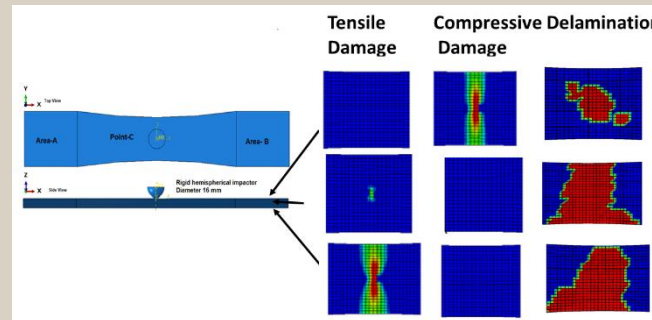 Tensile
Damage
Compressive Delamination
Damage
Y
X
Top View
Area-A
Point-C
Area- B
Z
X
Side View
Rigid hemispherical impactor
Diameter 16 mm